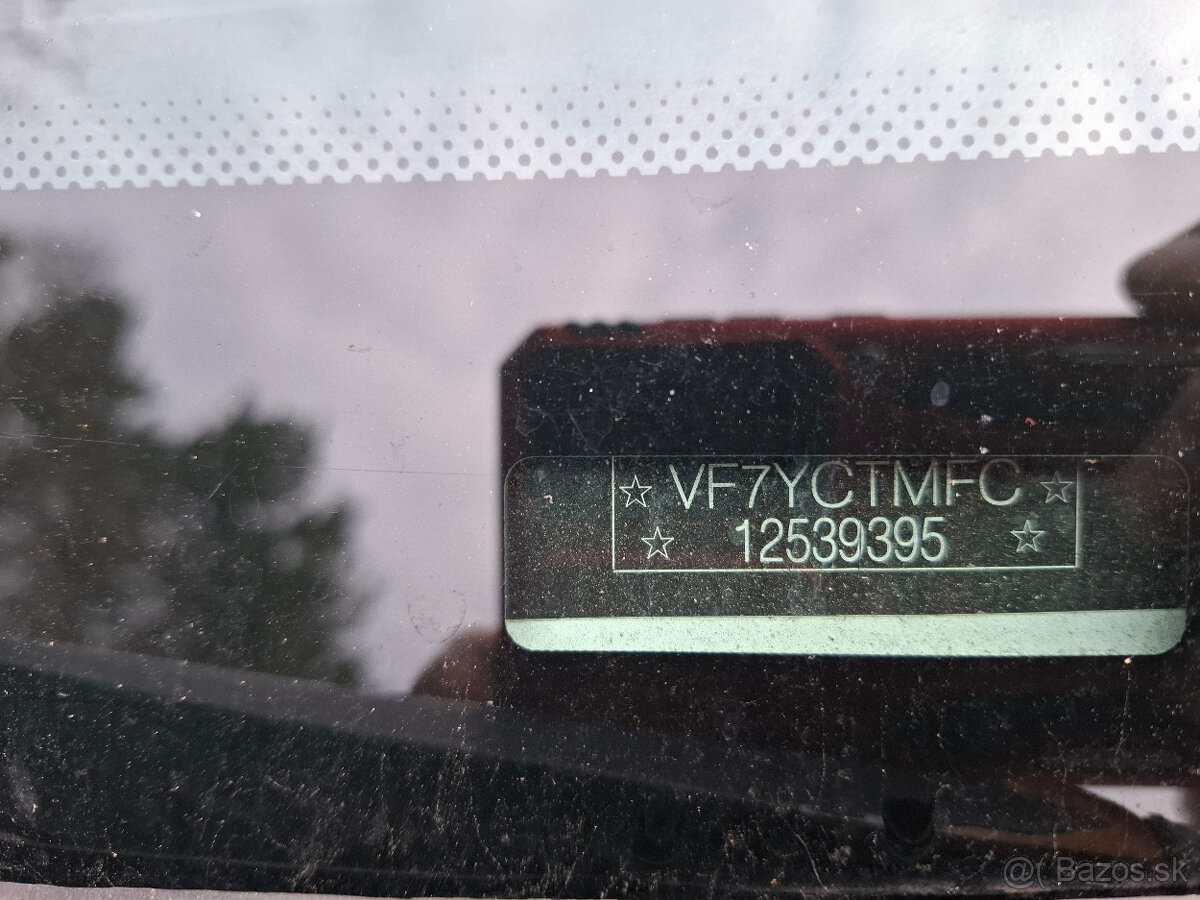 ☆ VF7YCTMFC ☆
☆ 12539395 ☆
@( Bazos.sk